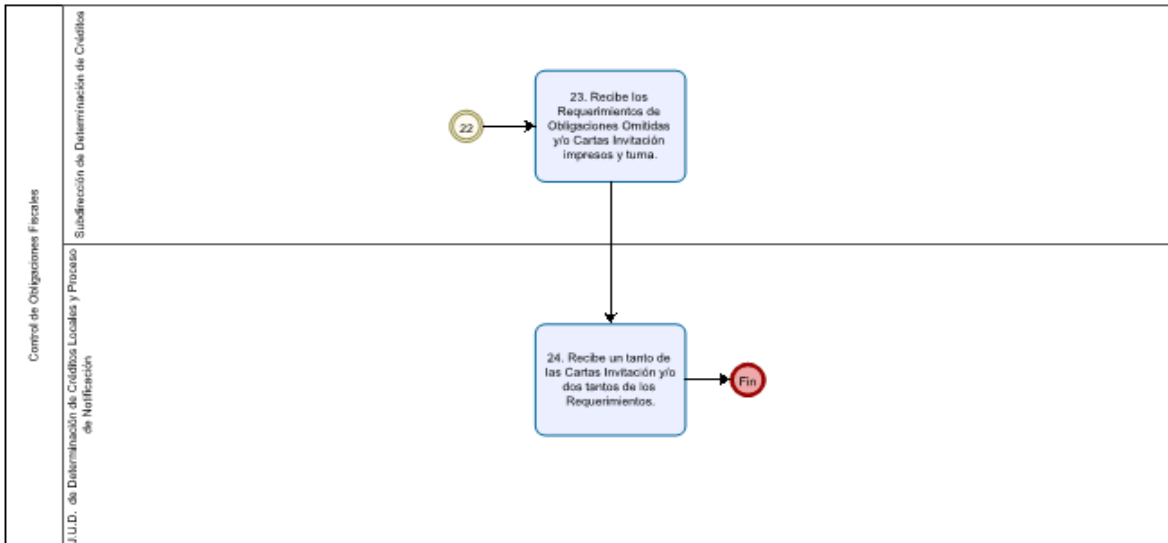 Control de Obligaciones Fiscales
Subdirección de Determinación de Créditos
22
23. Recibe los
Requerimientos de
Obligaciones Omitidas
y/o Cartas Invitación
impresos y turna.
J.U.D. de Determinación de Créditos Locales y Proceso
de Notificación
24. Recibe un tanto de
las Cartas Invitación y/o
dos tantos de los
Requerimientos.
Fin